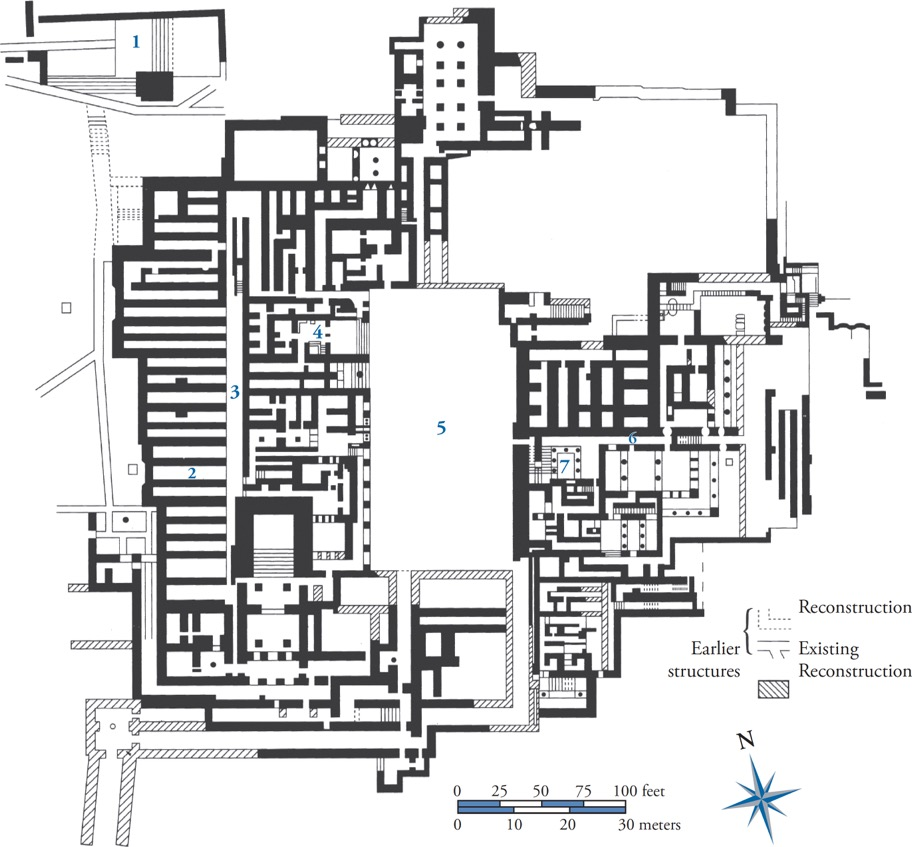 1
4
3
5
6
7
2
Reconstruction
Earlier structures
Existing
Reconstruction
N
0 25 50 75 100 feet
0 10 20 30 meters